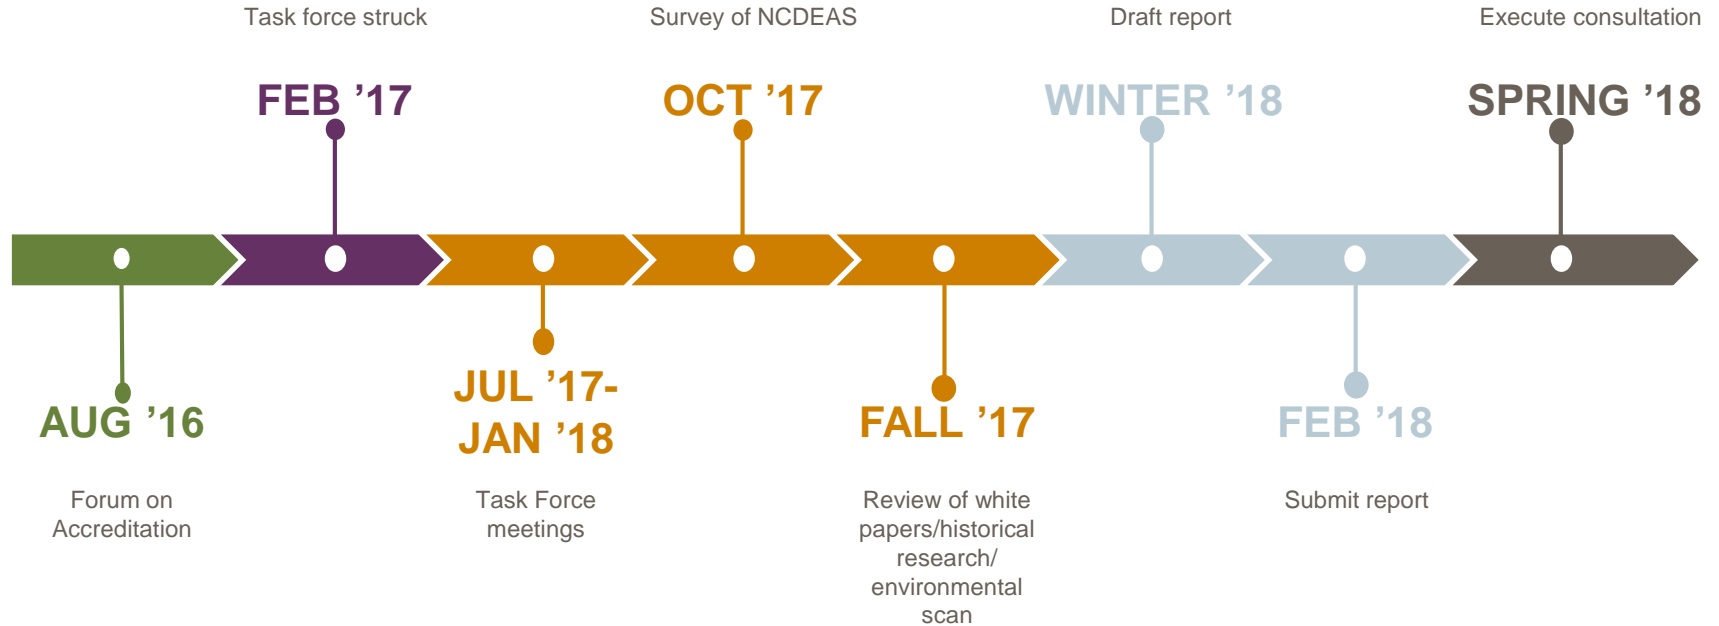 Task force struck
Survey of NCDEAS
Draft report
Execute consultation
FEB ’17
OCT ’17
WINTER ’18
SPRING ’18
AUG ’16
JUL ’17-
JAN ’18
FALL ’17
FEB ’18
Forum on
Accreditation
Task Force
meetings
Review of white
papers/historical
research/
environmental
scan
Submit report